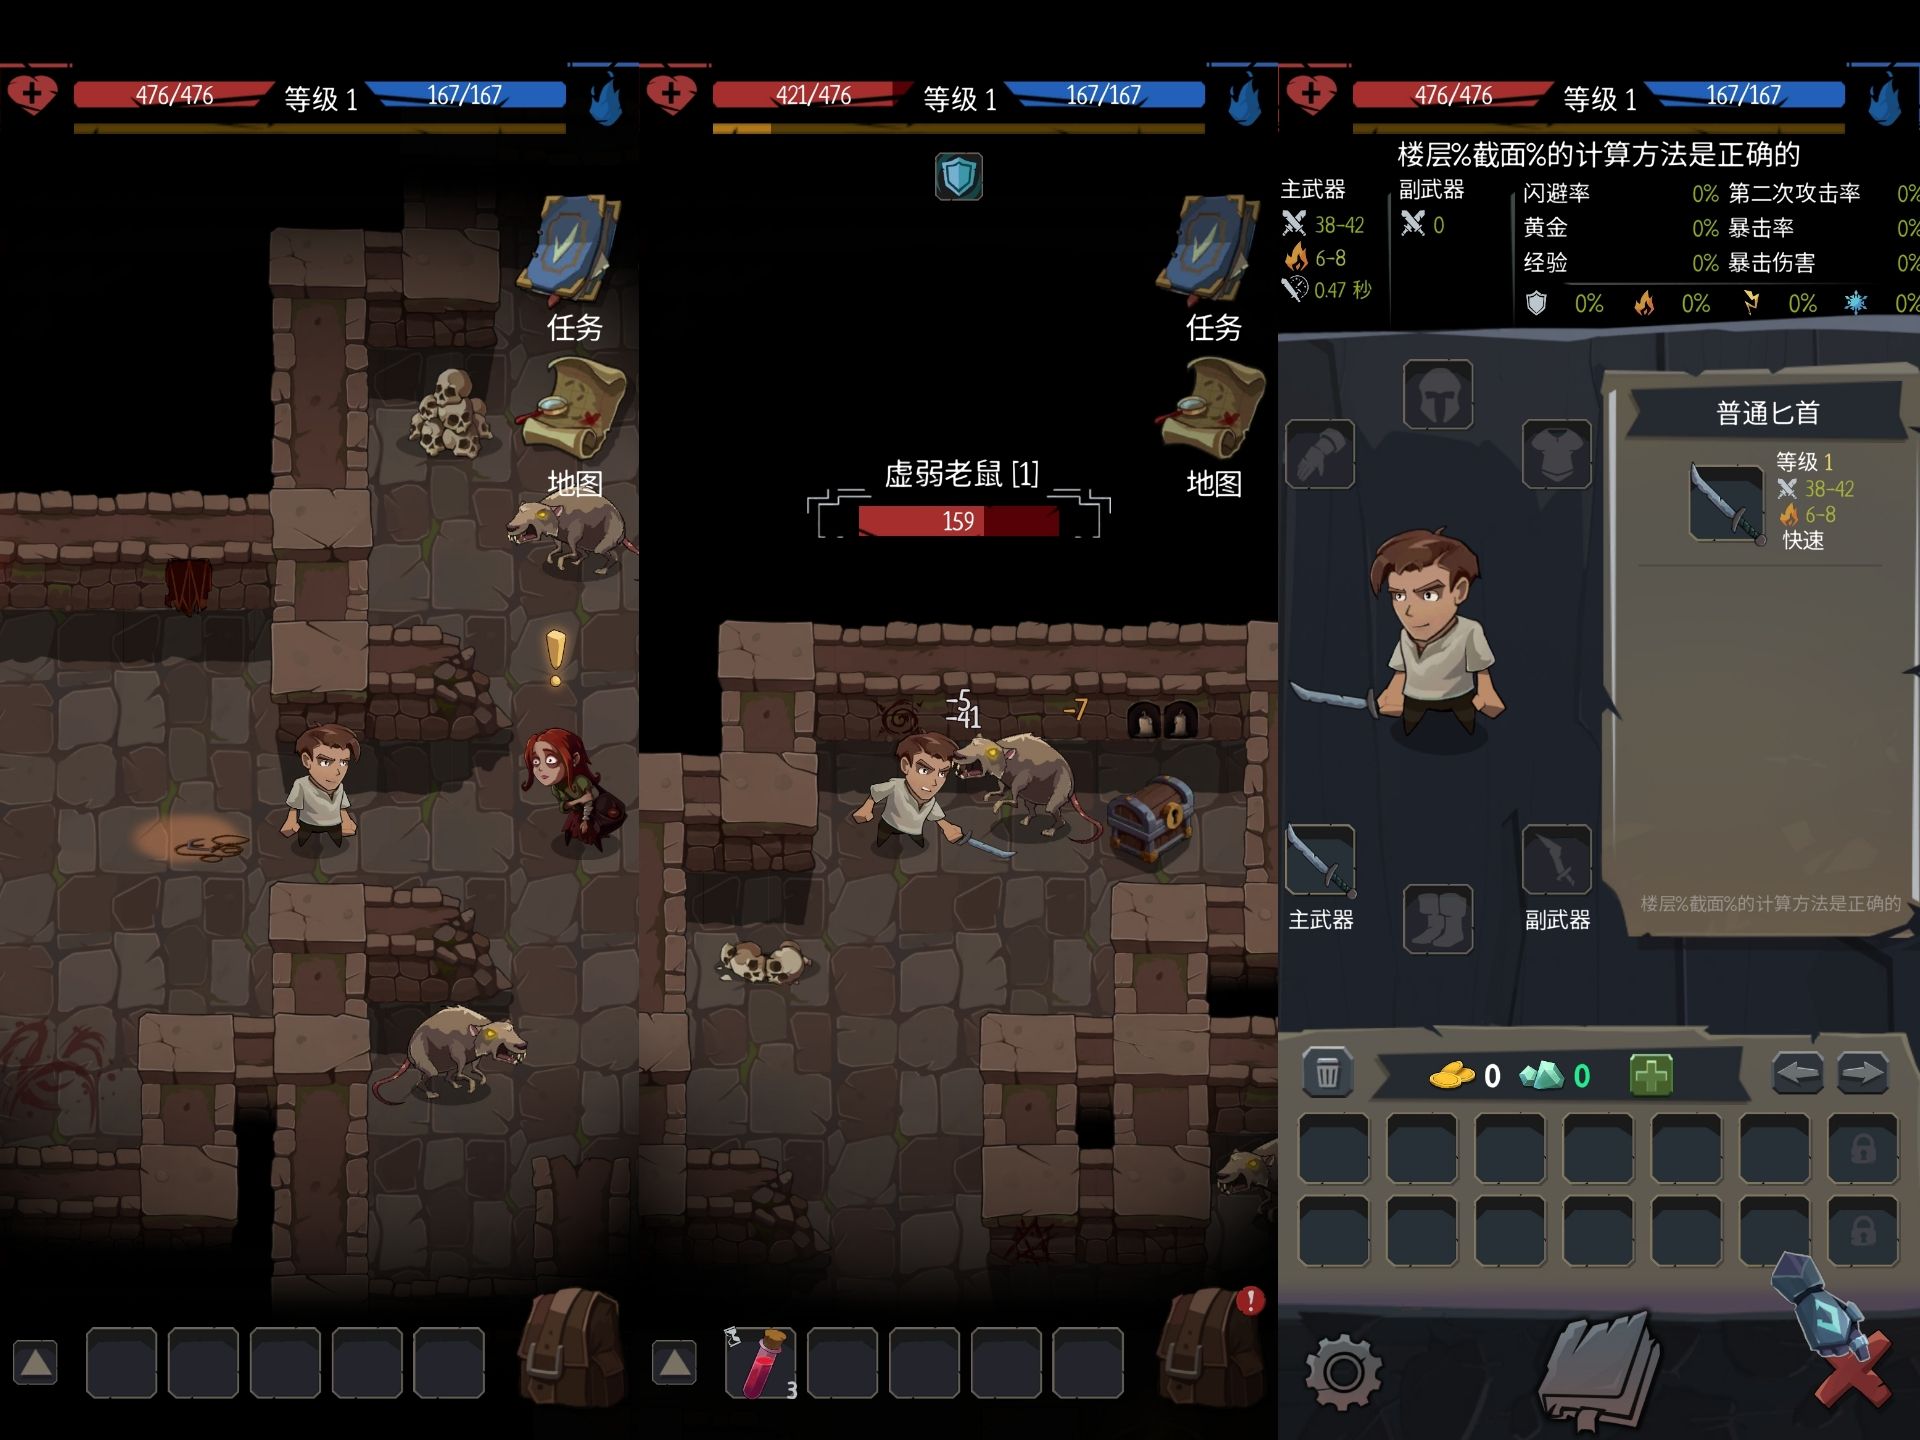 476/476
等级 1
167/167
任务
地图
421/476
等级 1
167/167
任务
地图
虚弱老鼠 [1]
159
-5
-41
-7
3
476/476
等级 1
167/167
楼层%截面%的计算方法是正确的
主武器
38-42
6-8
0.47 秒
副武器
0
闪避率 0%
第二次攻击率 0%
黄金 0%
暴击率 0%
经验 0%
暴击伤害 0%
0% 0% 0% 0%
普通匕首
等级 1
38-42
6-8
快速
楼层%截面%的计算方法是正确的
主武器
副武器
0 0